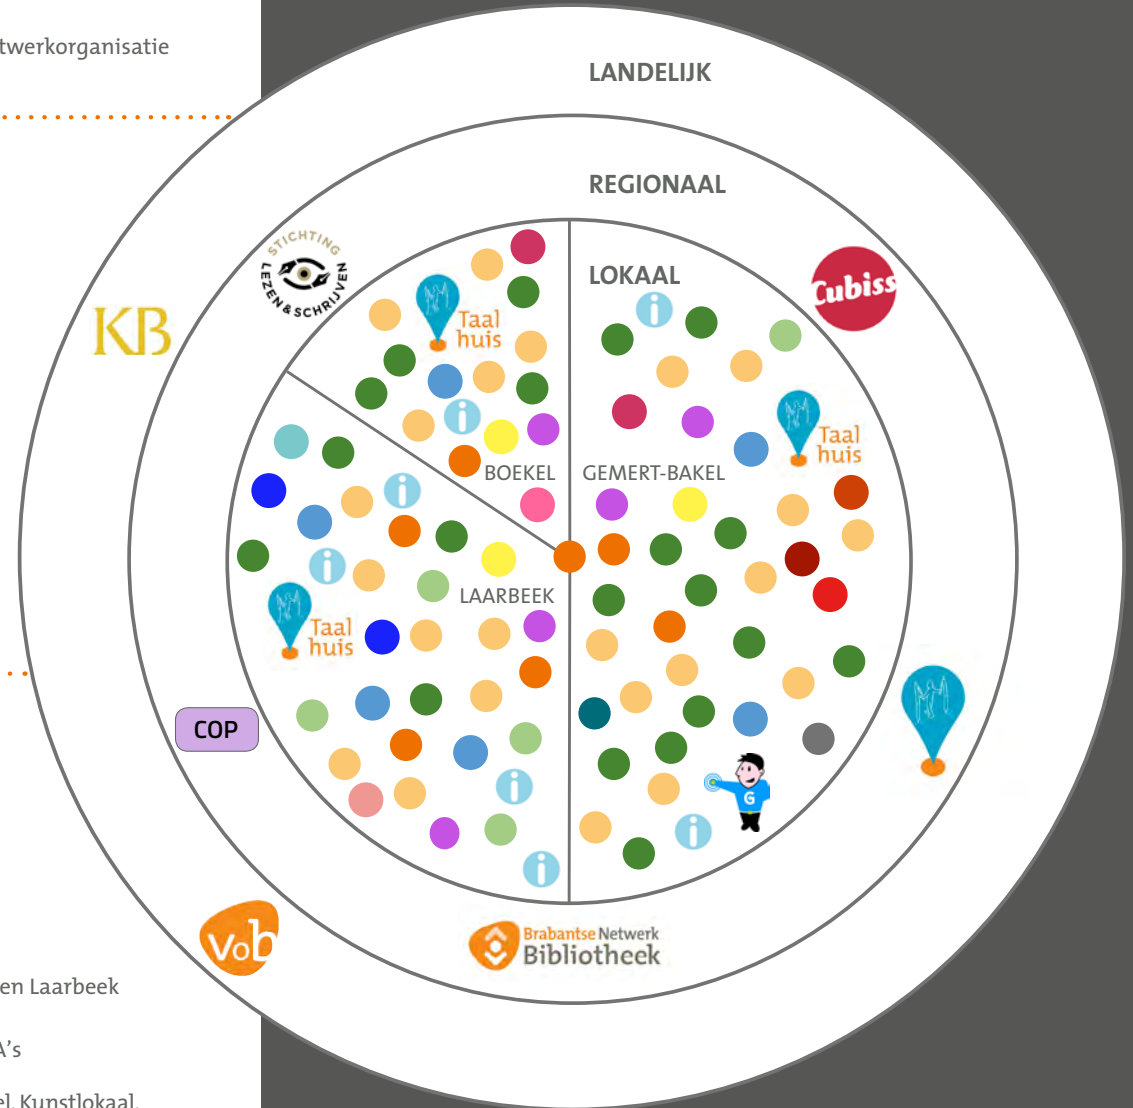 twerkorganisatie
LANDELIJK
REGIONAAL
STICHTING
LEZEN & SCHRIJVEN
LOKAAL
Cubiss
KB
Taal
huis
Taal
huis
BOEKEL
GEMERT-BAKEL
LAARBEEK
Taal
huis
COP
G
Vob
Brabantse Netwerk
Bibliotheek
en Laarbeek
A's
el, Kunstlokaal,
i
i
i
i
i
i
i